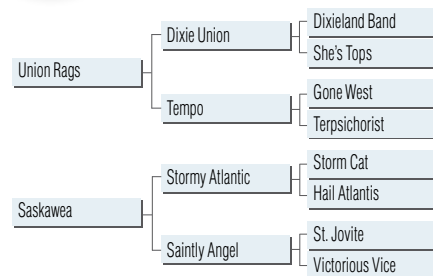 Dixieland Band
Dixie Union
She's Tops
Union Rags
Gone West
Tempo
Terpsichorist
Storm Cat
Stormy Atlantic
Hail Atlantis
Saskawea
St. Jovite
Saintly Angel
Victorious Vice